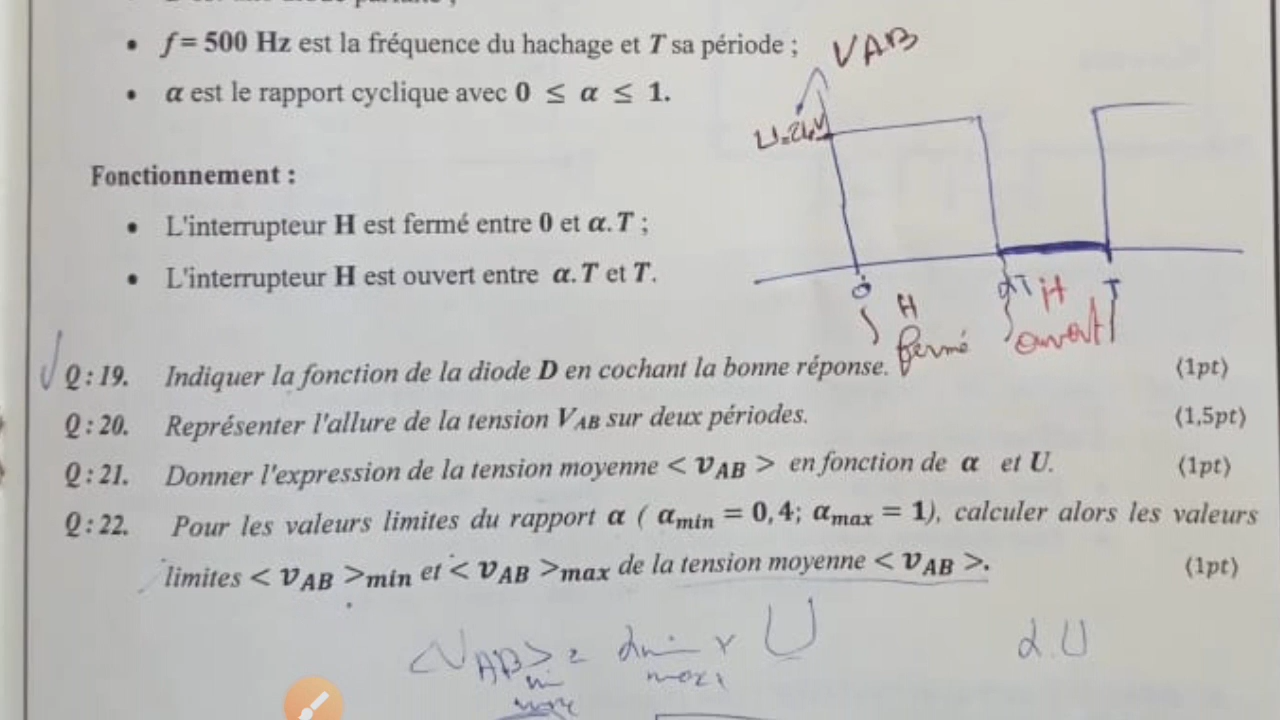 • f = 500 Hz est la fréquence du hachage et T sa période ;
VAB
• α est le rapport cyclique avec 0 ≤ α ≤ 1.
U=24V
Fonctionnement :
• L'interrupteur H est fermé entre 0 et α.T ;
• L'interrupteur H est ouvert entre α.T et T.
0 αT H T
H ouvert
fermé
Q : 19. Indiquer la fonction de la diode D en cochant la bonne réponse. (1pt)
Q : 20. Représenter l'allure de la tension VAB sur deux périodes. (1,5pt)
Q : 21. Donner l'expression de la tension moyenne < vAB > en fonction de α et U. (1pt)
Q : 22. Pour les valeurs limites du rapport α ( αmin = 0,4; αmax = 1), calculer alors les valeurs
limites < vAB >min et < vAB >max de la tension moyenne < vAB >. (1pt)
<VAB> = α min x U α.U
max